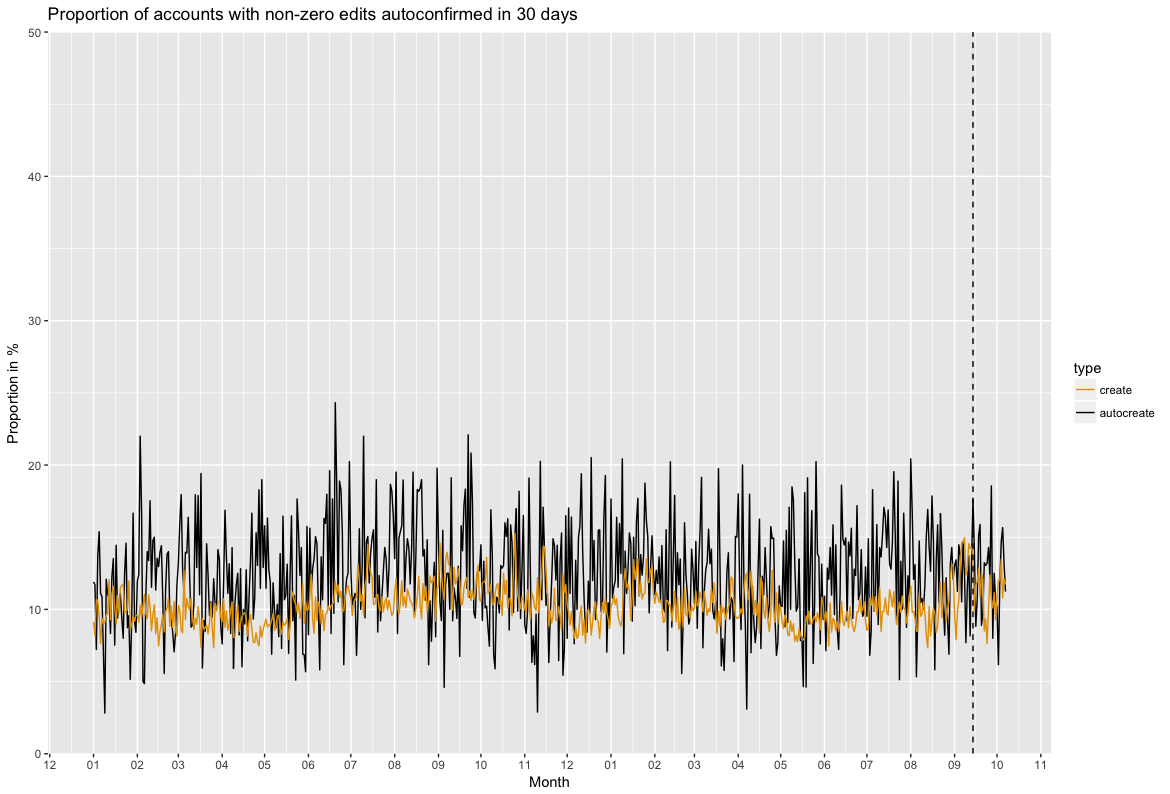 Proportion of accounts with non-zero edits autoconfirmed in 30 days
50
40
30
20
10
0
Proportion in %
12 01 02 03 04 05 06 07 08 09 10 11 12 01 02 03 04 05 06 07 08 09 10 11
Month
type
create
autocreate